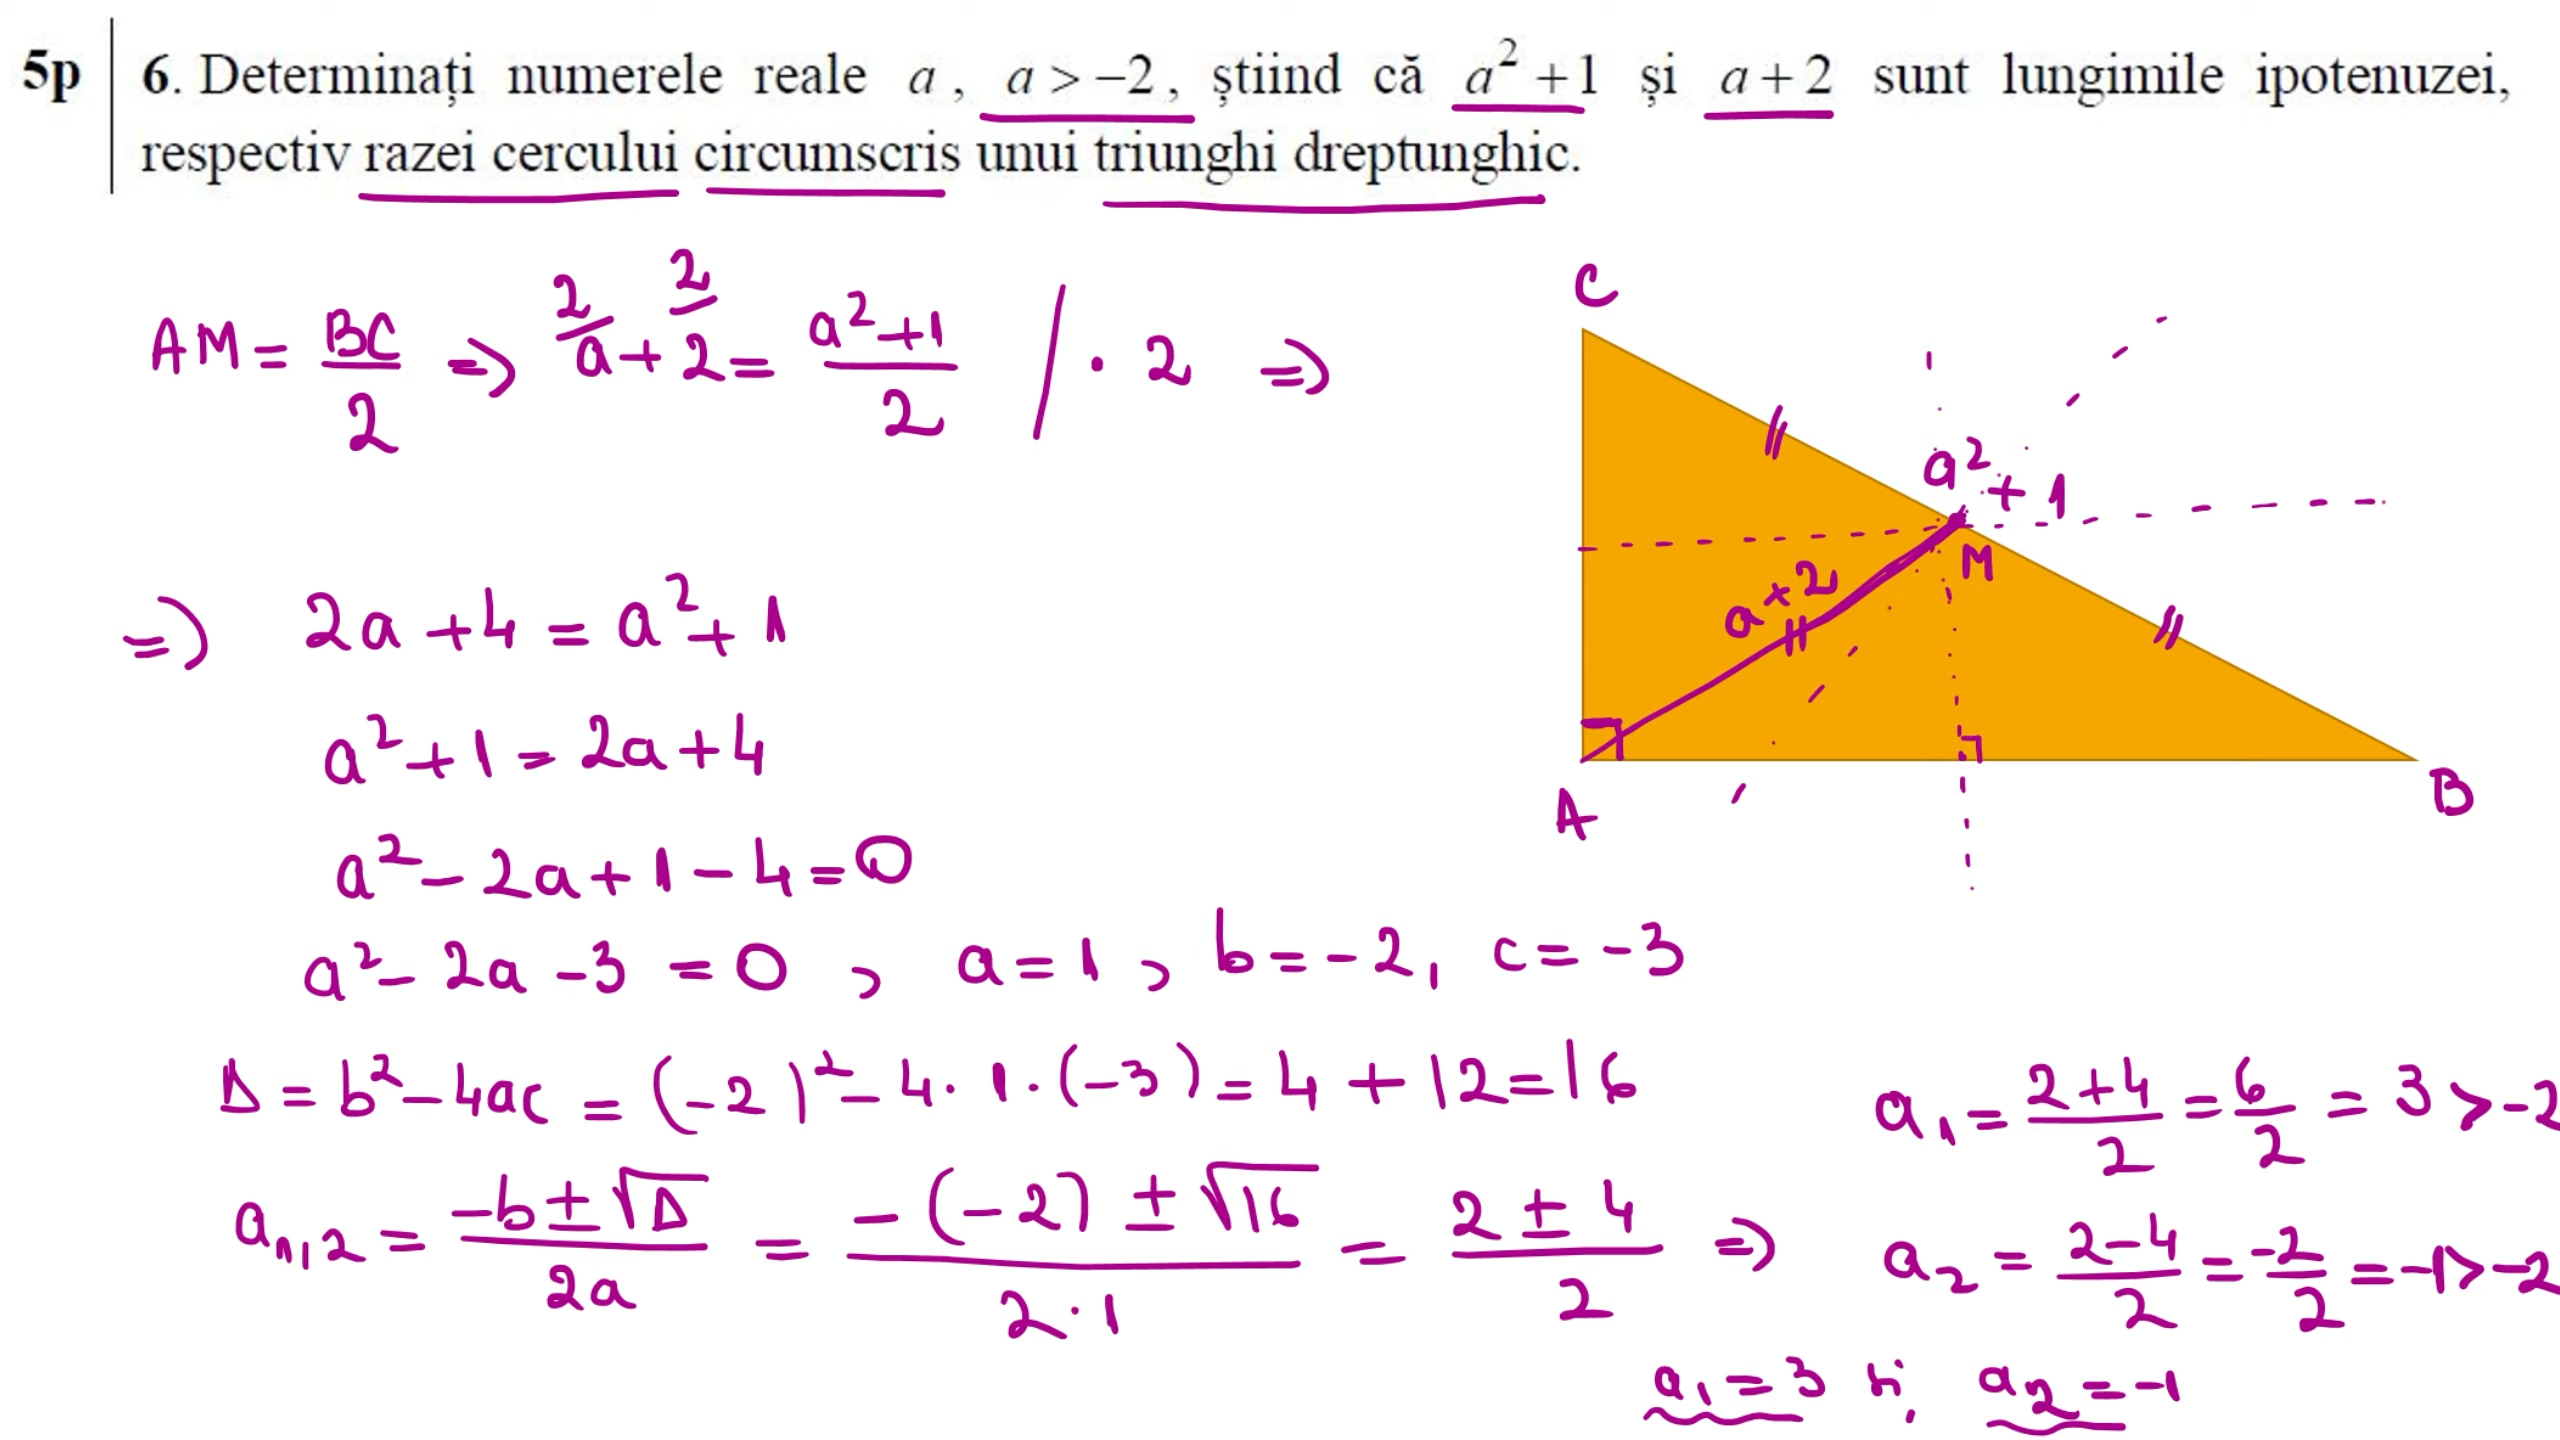 5p 6. Determinați numerele reale a, a > −2, știind că a² + 1 și a + 2 sunt lungimile ipotenuzei,
respectiv razei cercului circumscris unui triunghi dreptunghic.
AM = BC/2 => ²⁄a + ²⁄2 = (a²+1)/2 / · 2 =>
=> 2a + 4 = a² + 1
a² + 1 = 2a + 4
a² − 2a + 1 − 4 = 0
a² − 2a − 3 = 0 , a = 1 , b = −2, c = −3
Δ = b² − 4ac = (−2)² − 4 · 1 · (−3) = 4 + 12 = 16
a₁,₂ = (−b ± √Δ)/2a = (−(−2) ± √16)/(2 · 1) = (2 ± 4)/2 =>
a₁ = (2+4)/2 = 6/2 = 3 > −2
a₂ = (2−4)/2 = −2/2 = −1 > −2
a₁ = 3 și a₂ = −1
C
a² + 1
M
a + 2
A
B